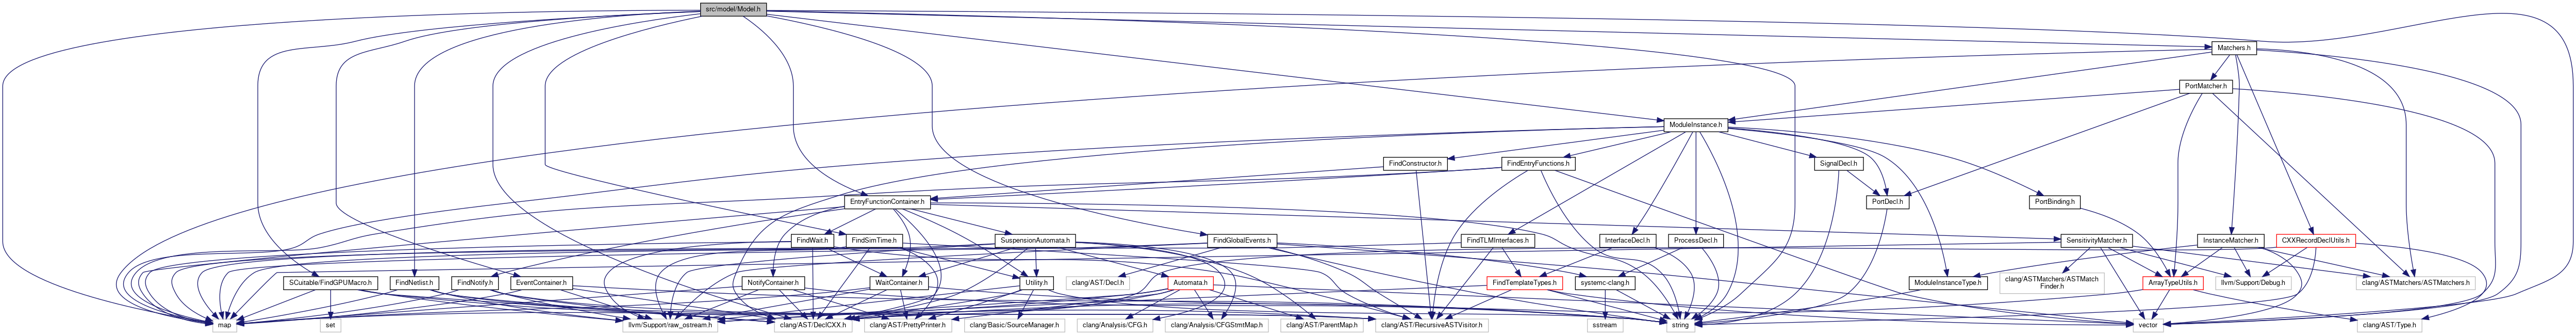 src/model/Model.h
Matchers.h
PortMatcher.h
ModuleInstance.h
FindConstructor.h
FindEntryFunctions.h
SignalDecl.h
EntryFunctionContainer.h
PortDecl.h
PortBinding.h
FindWait.h
FindSimTime.h
SuspensionAutomata.h
FindGlobalEvents.h
FindTLMInterfaces.h
InterfaceDecl.h
ProcessDecl.h
SensitivityMatcher.h
InstanceMatcher.h
CXXRecordDeclUtils.h
SCuitable/FindGPUMacro.h
FindNetlist.h
FindNotify.h
EventContainer.h
NotifyContainer.h
WaitContainer.h
Utility.h
clang/AST/Decl.h
Automata.h
FindTemplateTypes.h
systemc-clang.h
ModuleInstanceType.h
clang/ASTMatchers/ASTMatch
Finder.h
ArrayTypeUtils.h
llvm/Support/Debug.h
clang/ASTMatchers/ASTMatchers.h
map
set
llvm/Support/raw_ostream.h
clang/AST/DeclCXX.h
clang/AST/PrettyPrinter.h
clang/Basic/SourceManager.h
clang/Analysis/CFG.h
clang/Analysis/CFGStmtMap.h
clang/AST/ParentMap.h
clang/AST/RecursiveASTVisitor.h
sstream
string
vector
clang/AST/Type.h